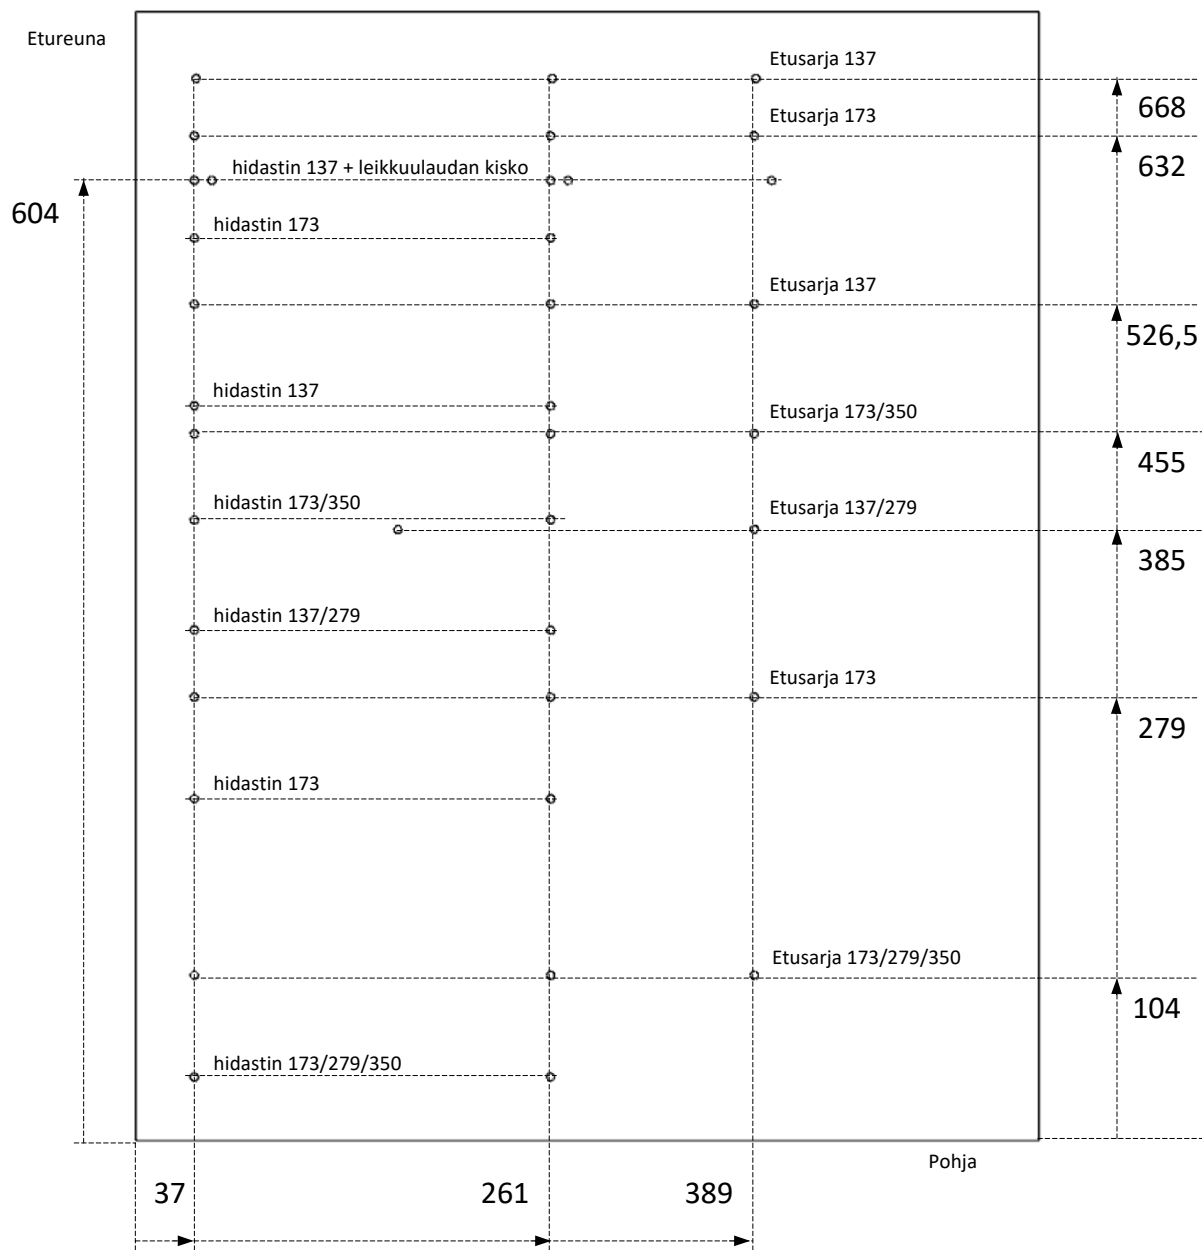 Etureuna
Etusarja 137
668
Etusarja 173
632
hidastin 137 + leikkuulaudan kisko
604
hidastin 173
Etusarja 137
526,5
hidastin 137
Etusarja 173/350
455
hidastin 173/350
Etusarja 137/279
385
hidastin 137/279
Etusarja 173
279
hidastin 173
Etusarja 173/279/350
104
hidastin 173/279/350
Pohja
37
261
389